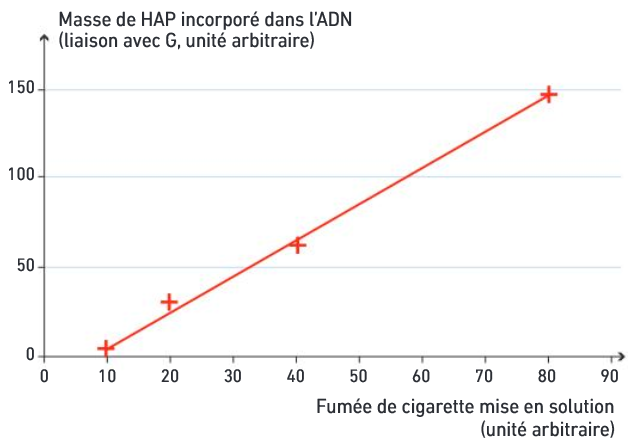 Masse de HAP incorporé dans l'ADN
(liaison avec G, unité arbitraire)
150
100
50
0
0 10 20 30 40 50 60 70 80 90
Fumée de cigarette mise en solution
(unité arbitraire)